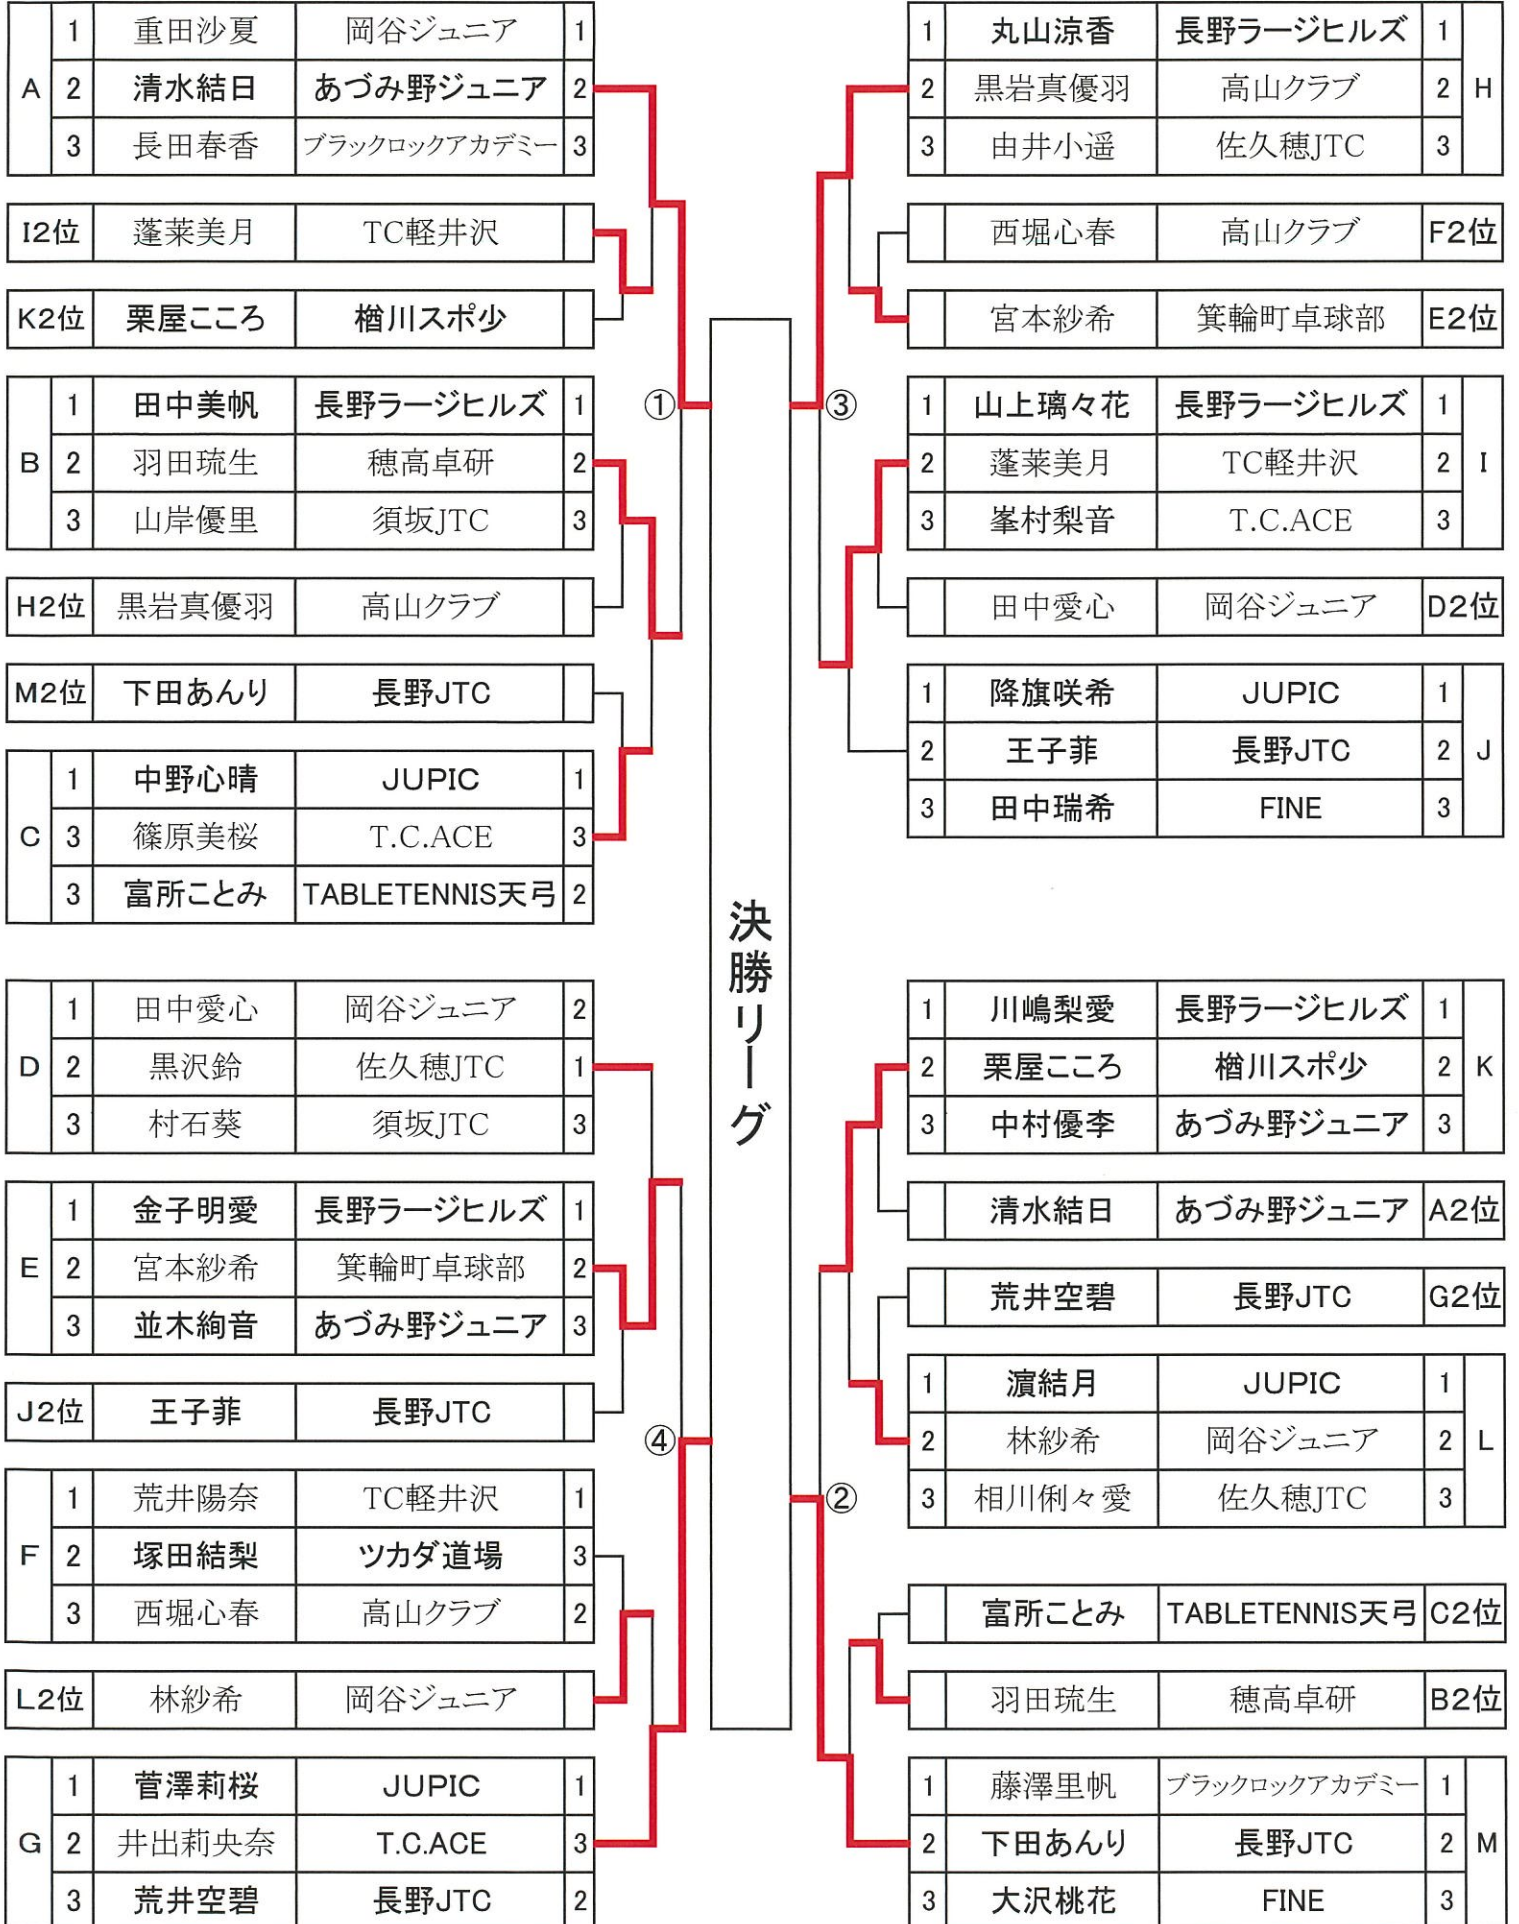 A
1 重田沙夏 岡谷ジュニア 1
2 清水結日 あづみ野ジュニア 2
3 長田春香 ブラックロックアカデミー 3
I2位 蓬莱美月 TC軽井沢
K2位 栗屋こころ 楢川スポ少
B
1 田中美帆 長野ラージヒルズ 1
2 羽田琉生 穂高卓研 2
3 山岸優里 須坂JTC 3
H2位 黒岩真優羽 高山クラブ
M2位 下田あんり 長野JTC
C
1 中野心晴 JUPIC 1
3 篠原美桜 T.C.ACE 3
3 富所ことみ TABLETENNIS天弓 2
D
1 田中愛心 岡谷ジュニア 2
2 黒沢鈴 佐久穂JTC 1
3 村石葵 須坂JTC 3
E
1 金子明愛 長野ラージヒルズ 1
2 宮本紗希 箕輪町卓球部 2
3 並木絢音 あづみ野ジュニア 3
J2位 王子菲 長野JTC
F
1 荒井陽奈 TC軽井沢 1
2 塚田結梨 ツカダ道場 3
3 西堀心春 高山クラブ 2
L2位 林紗希 岡谷ジュニア
G
1 菅澤莉桜 JUPIC 1
2 井出莉央奈 T.C.ACE 3
3 荒井空碧 長野JTC 2
①
④
決勝リーグ
③
②
1 丸山涼香 長野ラージヒルズ 1
2 黒岩真優羽 高山クラブ 2
3 由井小遥 佐久穂JTC 3
H
西堀心春 高山クラブ F2位
宮本紗希 箕輪町卓球部 E2位
1 山上璃々花 長野ラージヒルズ 1
2 蓬莱美月 TC軽井沢 2
3 峯村梨音 T.C.ACE 3
I
田中愛心 岡谷ジュニア D2位
1 降旗咲希 JUPIC 1
2 王子菲 長野JTC 2
3 田中瑞希 FINE 3
J
1 川嶋梨愛 長野ラージヒルズ 1
2 栗屋こころ 楢川スポ少 2
3 中村優李 あづみ野ジュニア 3
K
清水結日 あづみ野ジュニア A2位
荒井空碧 長野JTC G2位
1 濵結月 JUPIC 1
2 林紗希 岡谷ジュニア 2
3 相川俐々愛 佐久穂JTC 3
L
富所ことみ TABLETENNIS天弓 C2位
羽田琉生 穂高卓研 B2位
1 藤澤里帆 ブラックロックアカデミー 1
2 下田あんり 長野JTC 2
3 大沢桃花 FINE 3
M